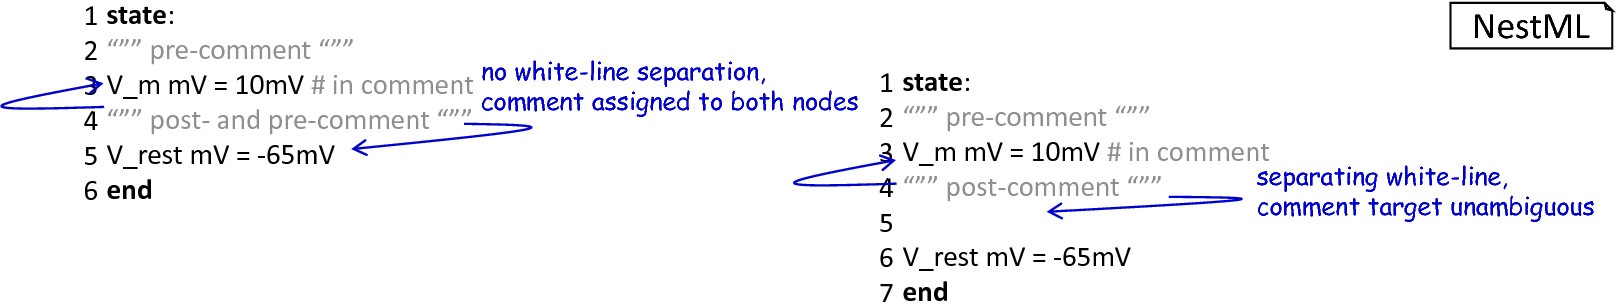 1 state:
2 “”” pre-comment “””
3 V_m mV = 10mV # in comment
4 “”” post- and pre-comment “””
5 V_rest mV = -65mV
6 end
no white-line separation,
comment assigned to both nodes
NestML
1 state:
2 “”” pre-comment “””
3 V_m mV = 10mV # in comment
4 “”” post-comment “””
5
6 V_rest mV = -65mV
7 end
separating white-line,
comment target unambiguous